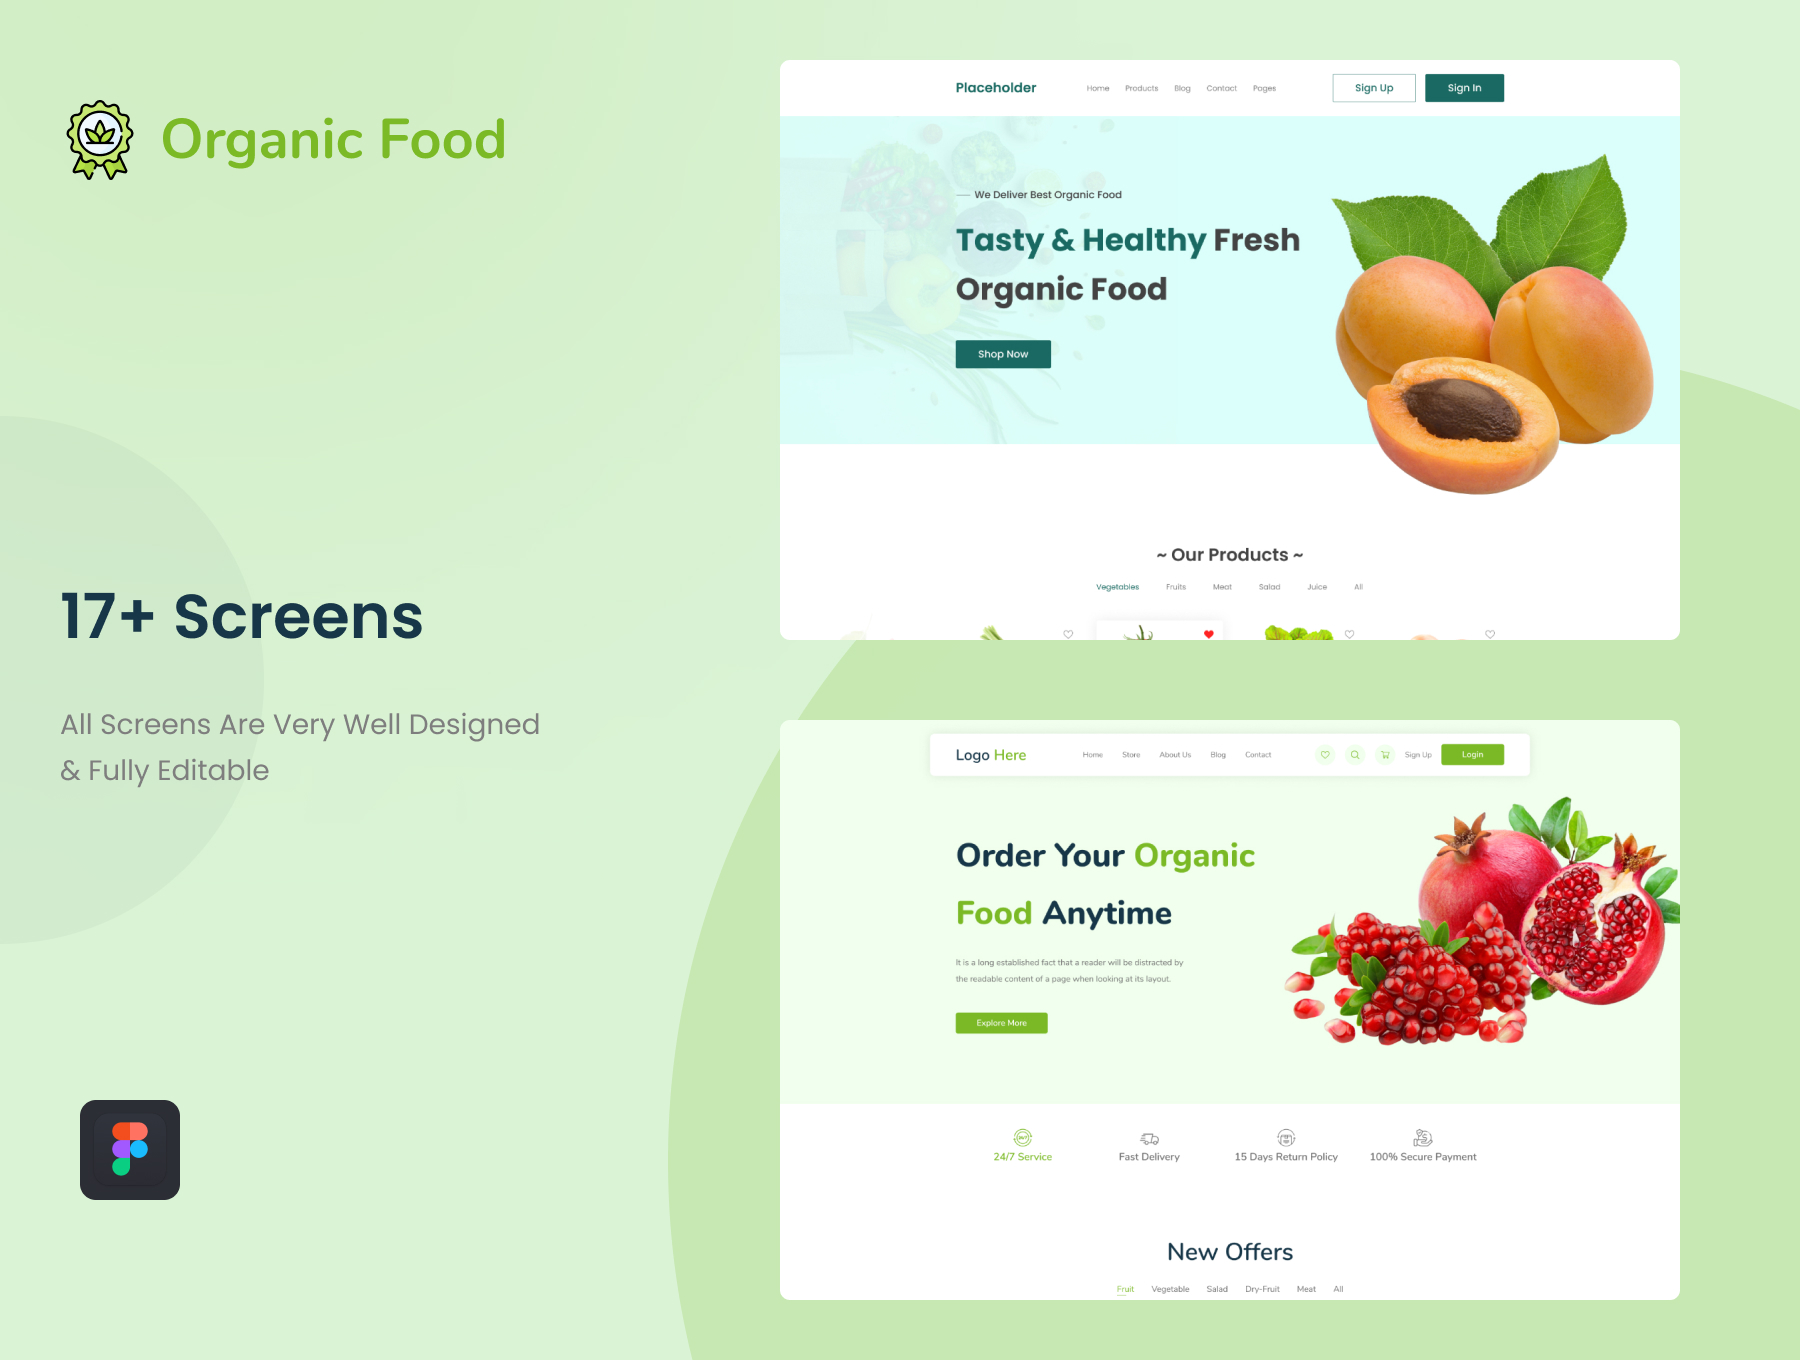 Organic Food
17+ Screens
All Screens Are Very Well Designed
& Fully Editable
Placeholder
Home Products Blog Contact Pages
Sign Up
Sign In
We Deliver Best Organic Food
Tasty & Healthy Fresh
Organic Food
Shop Now
~ Our Products ~
Vegetables Fruits Meat Salad Juice All
Logo Here
Home Store About Us Blog Contact
Sign Up
Login
Order Your Organic
Food Anytime
It is a long established fact that a reader will be distracted by
the readable content of a page when looking at its layout.
Explore More
24/7 Service
Fast Delivery
15 Days Return Policy
100% Secure Payment
New Offers
Fruit Vegetable Salad Dry-Fruit Meat All